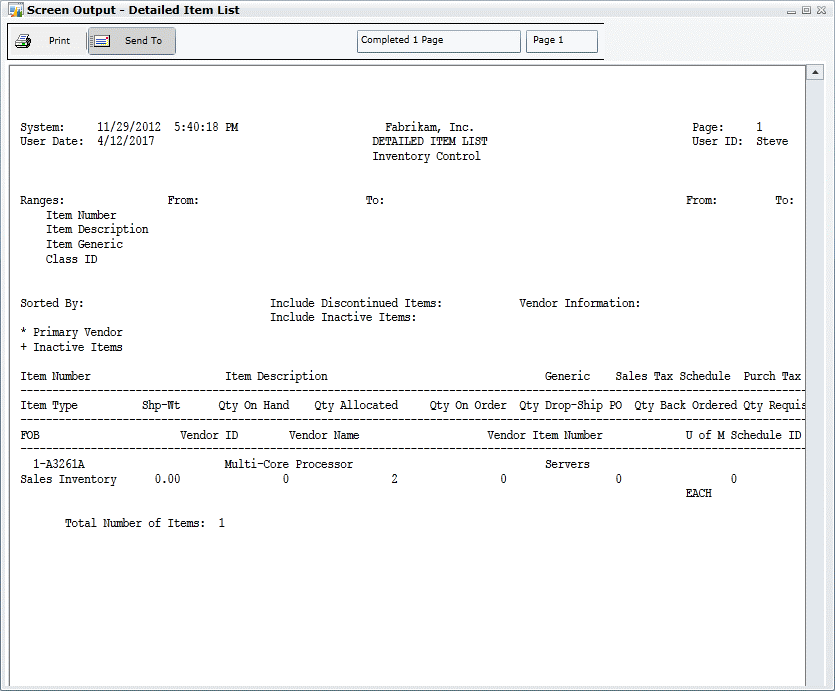 Screen Output - Detailed Item List
Print Send To Completed 1 Page Page 1
System: 11/29/2012 5:40:18 PM Fabrikam, Inc. Page: 1
User Date: 4/12/2017 DETAILED ITEM LIST User ID: Steve
Inventory Control
Ranges: From: To: From: To:
Item Number
Item Description
Item Generic
Class ID
Sorted By: Include Discontinued Items: Vendor Information:
Include Inactive Items:
* Primary Vendor
+ Inactive Items
Item Number Item Description Generic Sales Tax Schedule Purch Tax
Item Type Shp-Wt Qty On Hand Qty Allocated Qty On Order Qty Drop-Ship PO Qty Back Ordered Qty Requis
FOB Vendor ID Vendor Name Vendor Item Number U of M Schedule ID
1-A3261A Multi-Core Processor Servers
Sales Inventory 0.00 0 2 0 0 0
EACH
Total Number of Items: 1